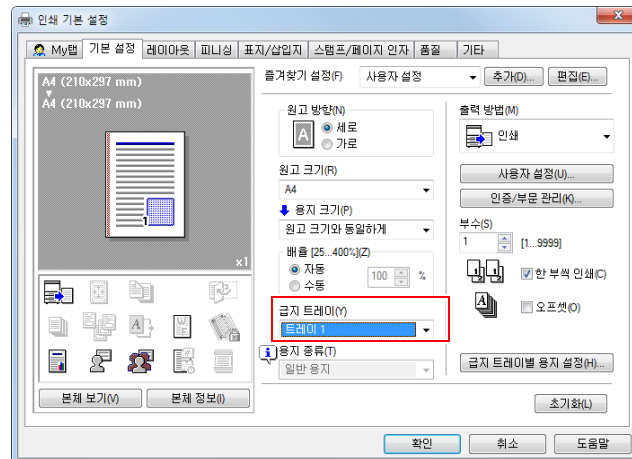 인쇄 기본 설정
My탭 기본 설정 레이아웃 피니싱 표지/삽입지 스탬프/페이지 인자 품질 기타
A4 (210x297 mm)
A4 (210x297 mm)
1
x1
본체 보기(V) 본체 정보(I)
즐겨찾기 설정(F) 사용자 설정 추가(D)... 편집(E)...
원고 방향(N)
A
세로
가로
원고 크기(R)
A4
용지 크기(P)
원고 크기와 동일하게
배율 [25...400%](Z)
자동
수동
100 %
급지 트레이(Y)
트레이 1
용지 종류(T)
일반 용지
출력 방법(M)
인쇄
사용자 설정(U)...
인증/부문 관리(K)...
부수(S)
1 [1...9999]
한 부씩 인쇄(C)
오프셋(O)
급지 트레이별 용지 설정(H)...
초기화(L)
확인 취소 도움말